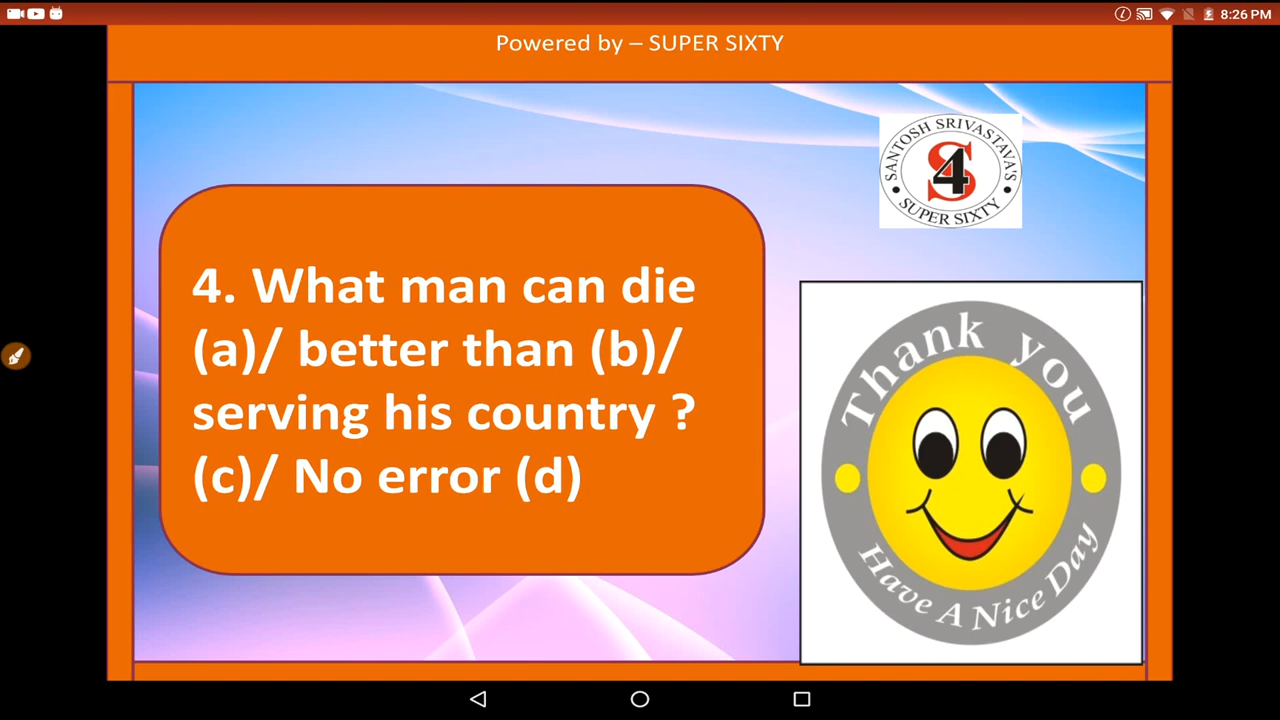 8:26 PM
Powered by – SUPER SIXTY
SANTOSH SRIVASTAVA'S
S4
SUPER SIXTY
4. What man can die
(a)/ better than (b)/
serving his country ?
(c)/ No error (d)
Thank you
Have A Nice Day